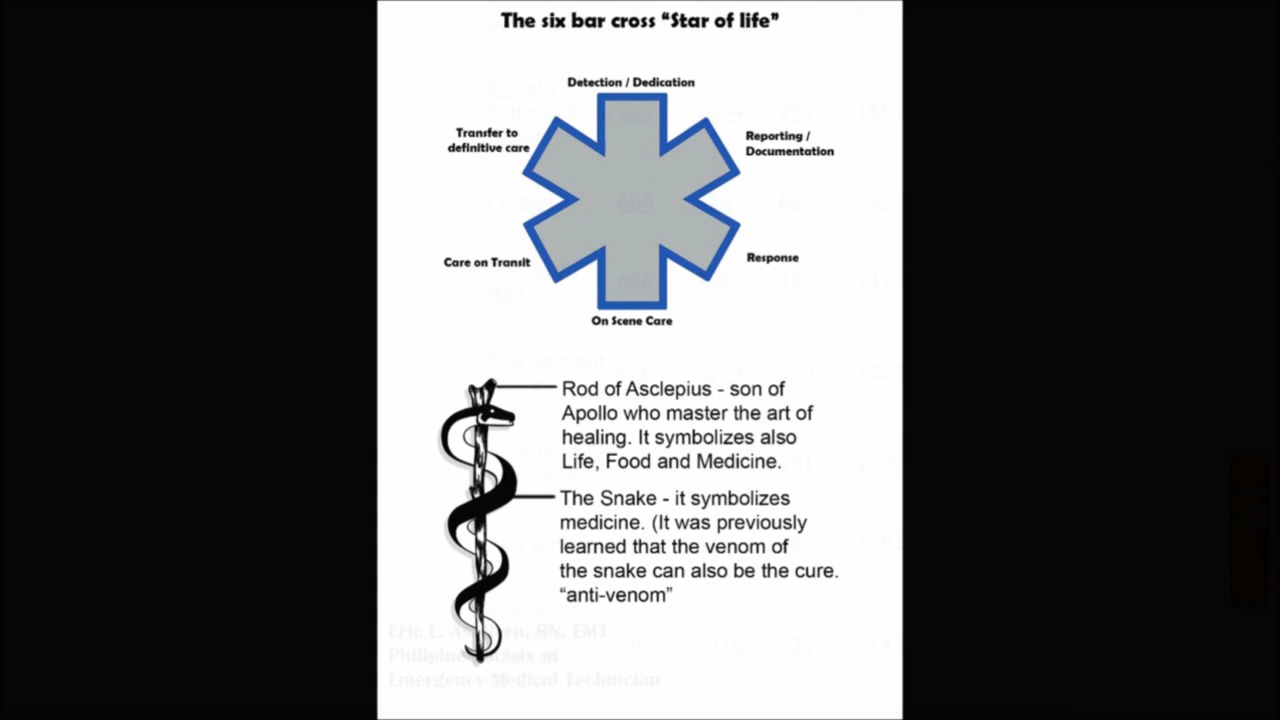 The six bar cross “Star of life”
Detection / Dedication
Transfer to
definitive care
Reporting /
Documentation
Care on Transit
Response
On Scene Care
Rod of Asclepius - son of
Apollo who master the art of
healing. It symbolizes also
Life, Food and Medicine.
The Snake - it symbolizes
medicine. (It was previously
learned that the venom of
the snake can also be the cure.
“anti-venom”
Eric L. RN, EMT
of
Emergency Medical Technician